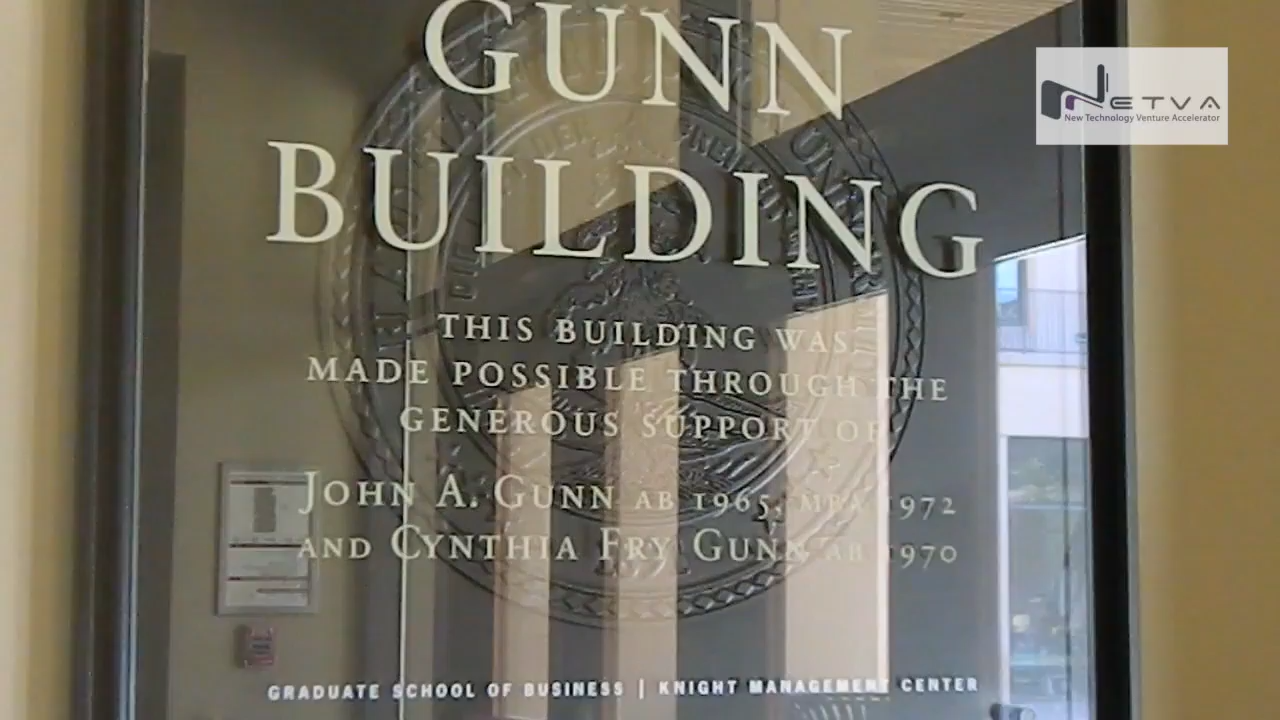 GUNN
BUILDING
THIS BUILDING WAS
MADE POSSIBLE THROUGH THE
GENEROUS SUPPORT OF
JOHN A. GUNN AB 1965, MBA 1972
AND CYNTHIA FRY GUNN AB 1970
GRADUATE SCHOOL OF BUSINESS | KNIGHT MANAGEMENT CENTER
NETVA
New Technology Venture Accelerator